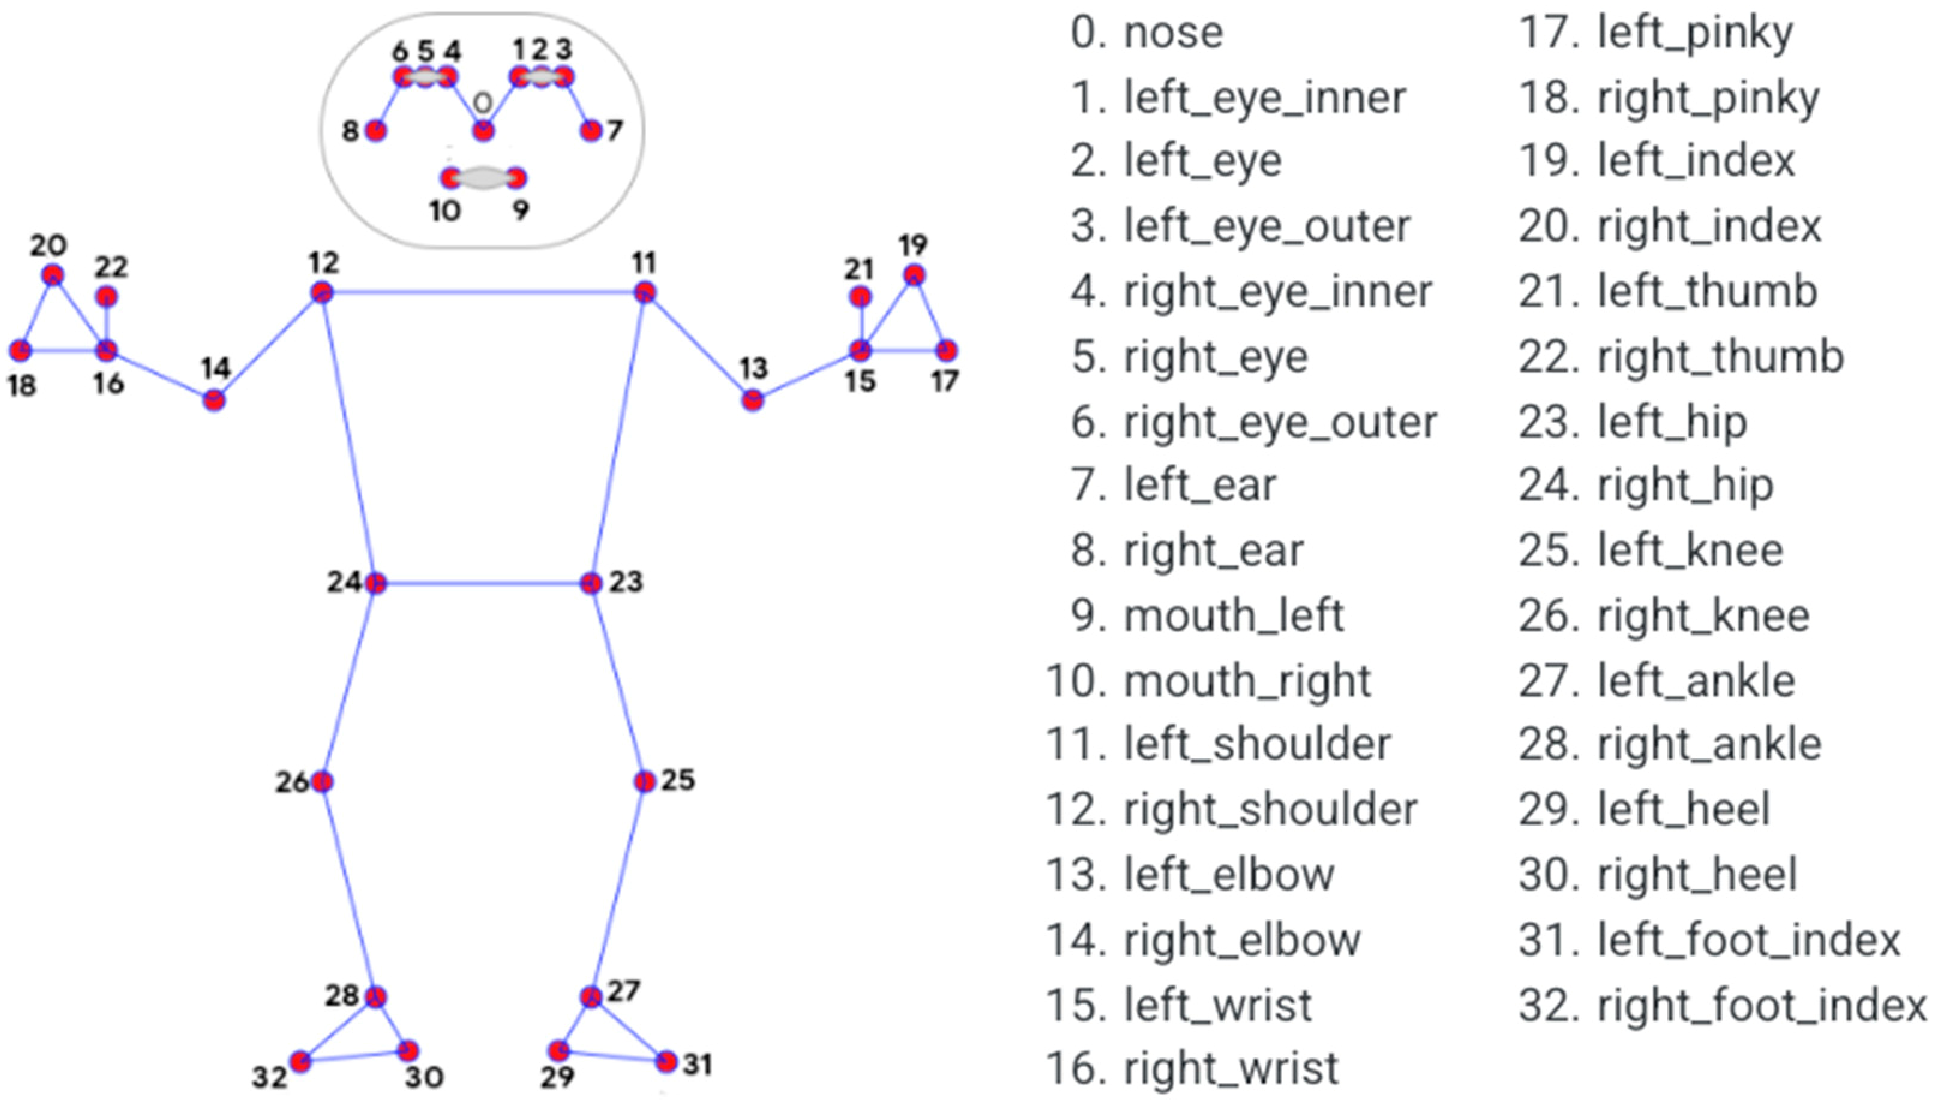 6 5 4 1 2 3
0
8 7
10 9
20 22 12 11 21 19
14 13
18 16 15 17
24 23
26 25
28 27
32 30 29 31
0. nose
1. left_eye_inner
2. left_eye
3. left_eye_outer
4. right_eye_inner
5. right_eye
6. right_eye_outer
7. left_ear
8. right_ear
9. mouth_left
10. mouth_right
11. left_shoulder
12. right_shoulder
13. left_elbow
14. right_elbow
15. left_wrist
16. right_wrist
17. left_pinky
18. right_pinky
19. left_index
20. right_index
21. left_thumb
22. right_thumb
23. left_hip
24. right_hip
25. left_knee
26. right_knee
27. left_ankle
28. right_ankle
29. left_heel
30. right_heel
31. left_foot_index
32. right_foot_index